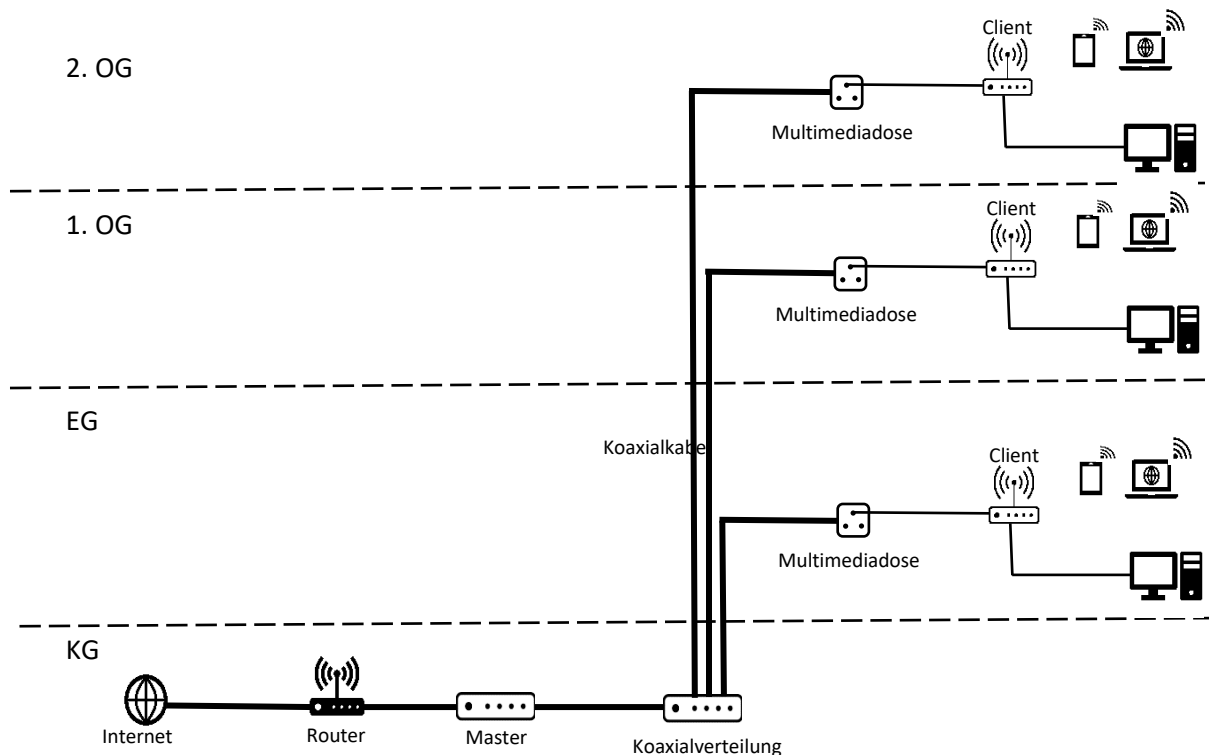 2. OG
Client
Multimediadose
1. OG
Client
Multimediadose
EG
Koaxialkabe
Client
Multimediadose
KG
Internet
Router
Master
Koaxialverteilung